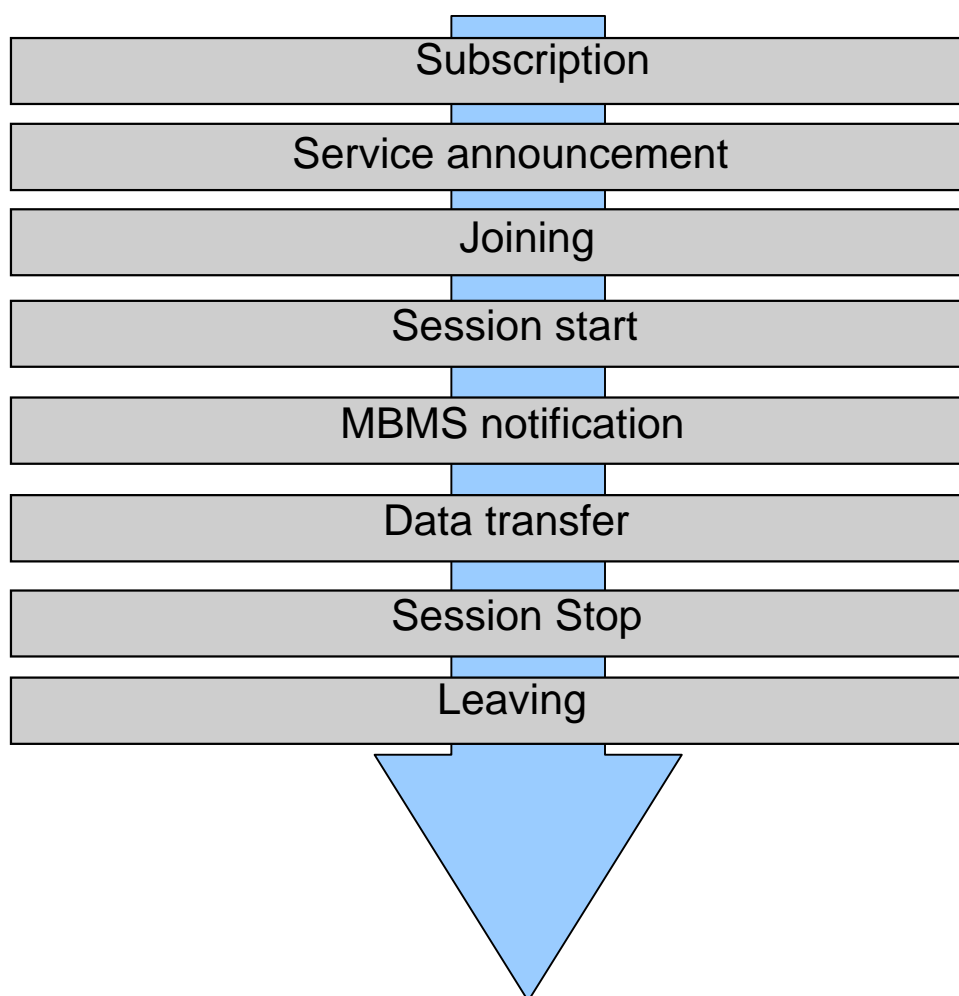 Subscription
Service announcement
Joining
Session start
MBMS notification
Data transfer
Session Stop
Leaving